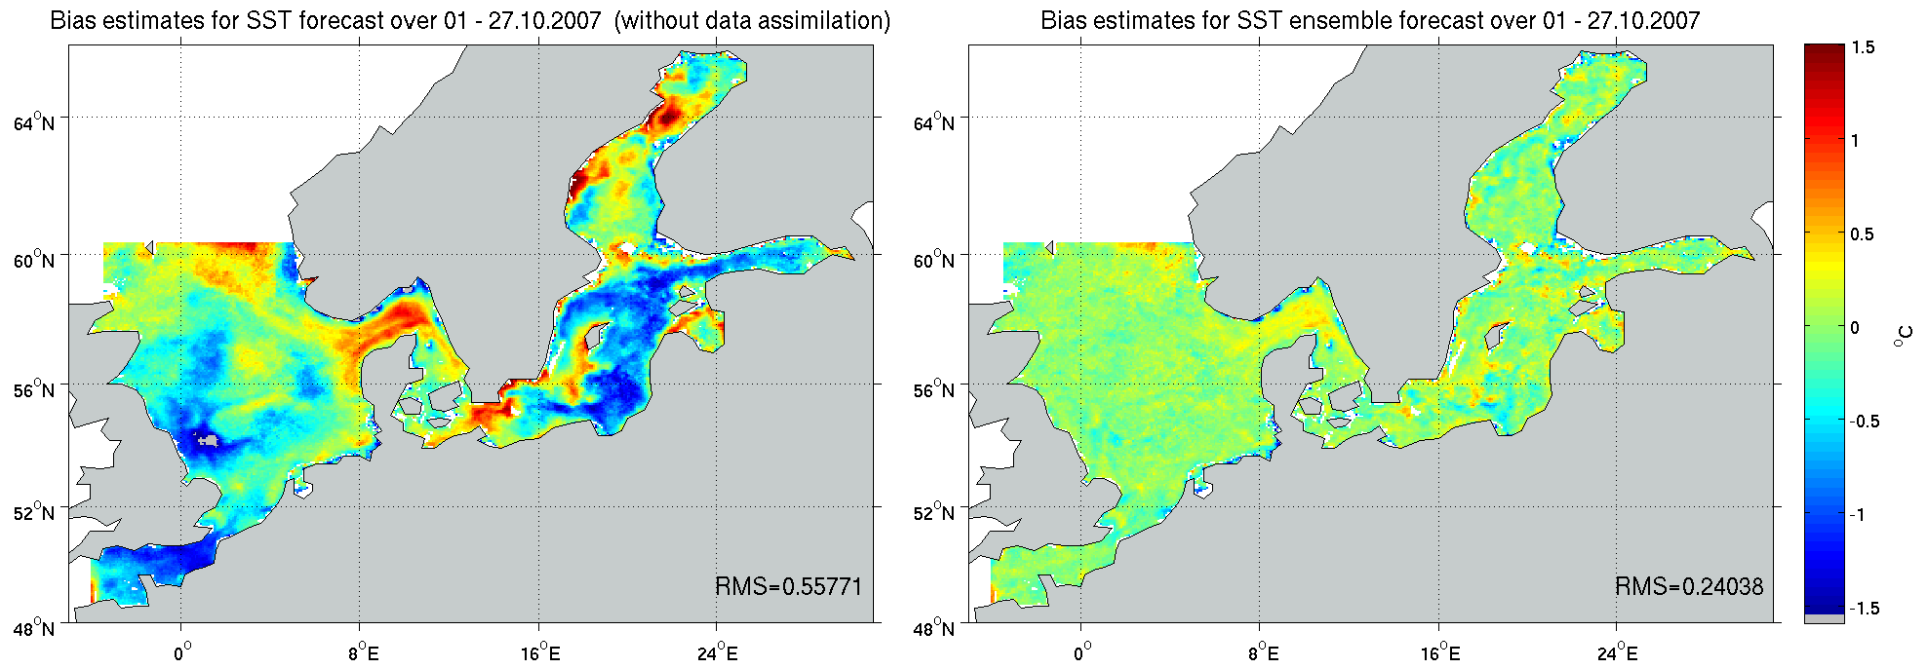 Bias estimates for SST forecast over 01 - 27.10.2007 (without data assimilation)
64°N
60°N
56°N
52°N
48°N
0°
8°E
16°E
24°E
RMS=0.55771
Bias estimates for SST ensemble forecast over 01 - 27.10.2007
64°N
60°N
56°N
52°N
48°N
0°
8°E
16°E
24°E
RMS=0.24038
1.5
1
0.5
0
-0.5
-1
-1.5
°C